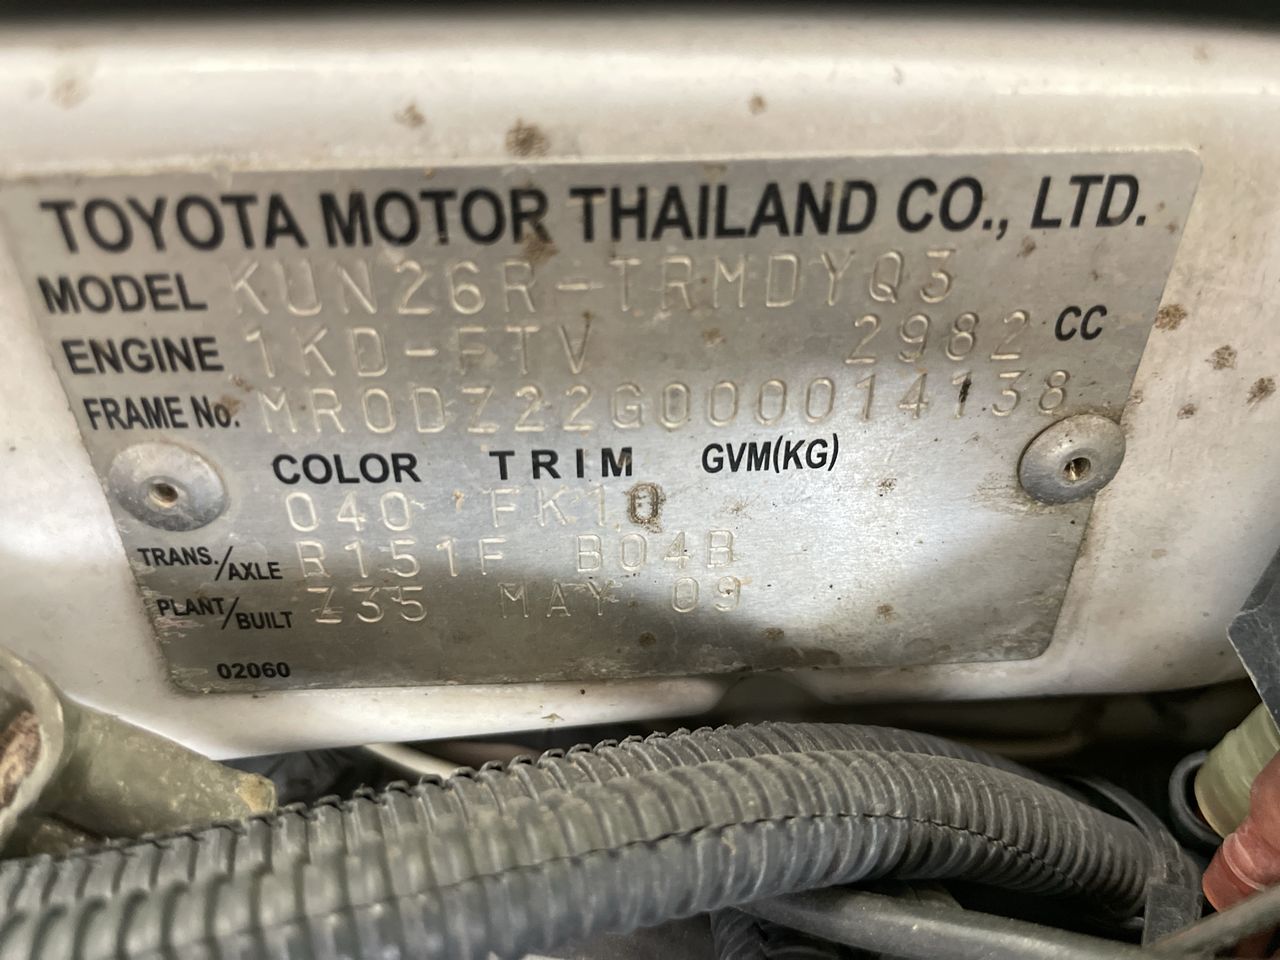 TOYOTA MOTOR THAILAND CO., LTD.
MODEL KUN26R-TRMDYQ3
ENGINE 1KD-FTV 2982 CC
FRAME No. MR0DZ22G000014138
COLOR TRIM GVM(KG)
040 FK10
TRANS./AXLE R151F B04B
PLANT/BUILT Z35 MAY 09
02060